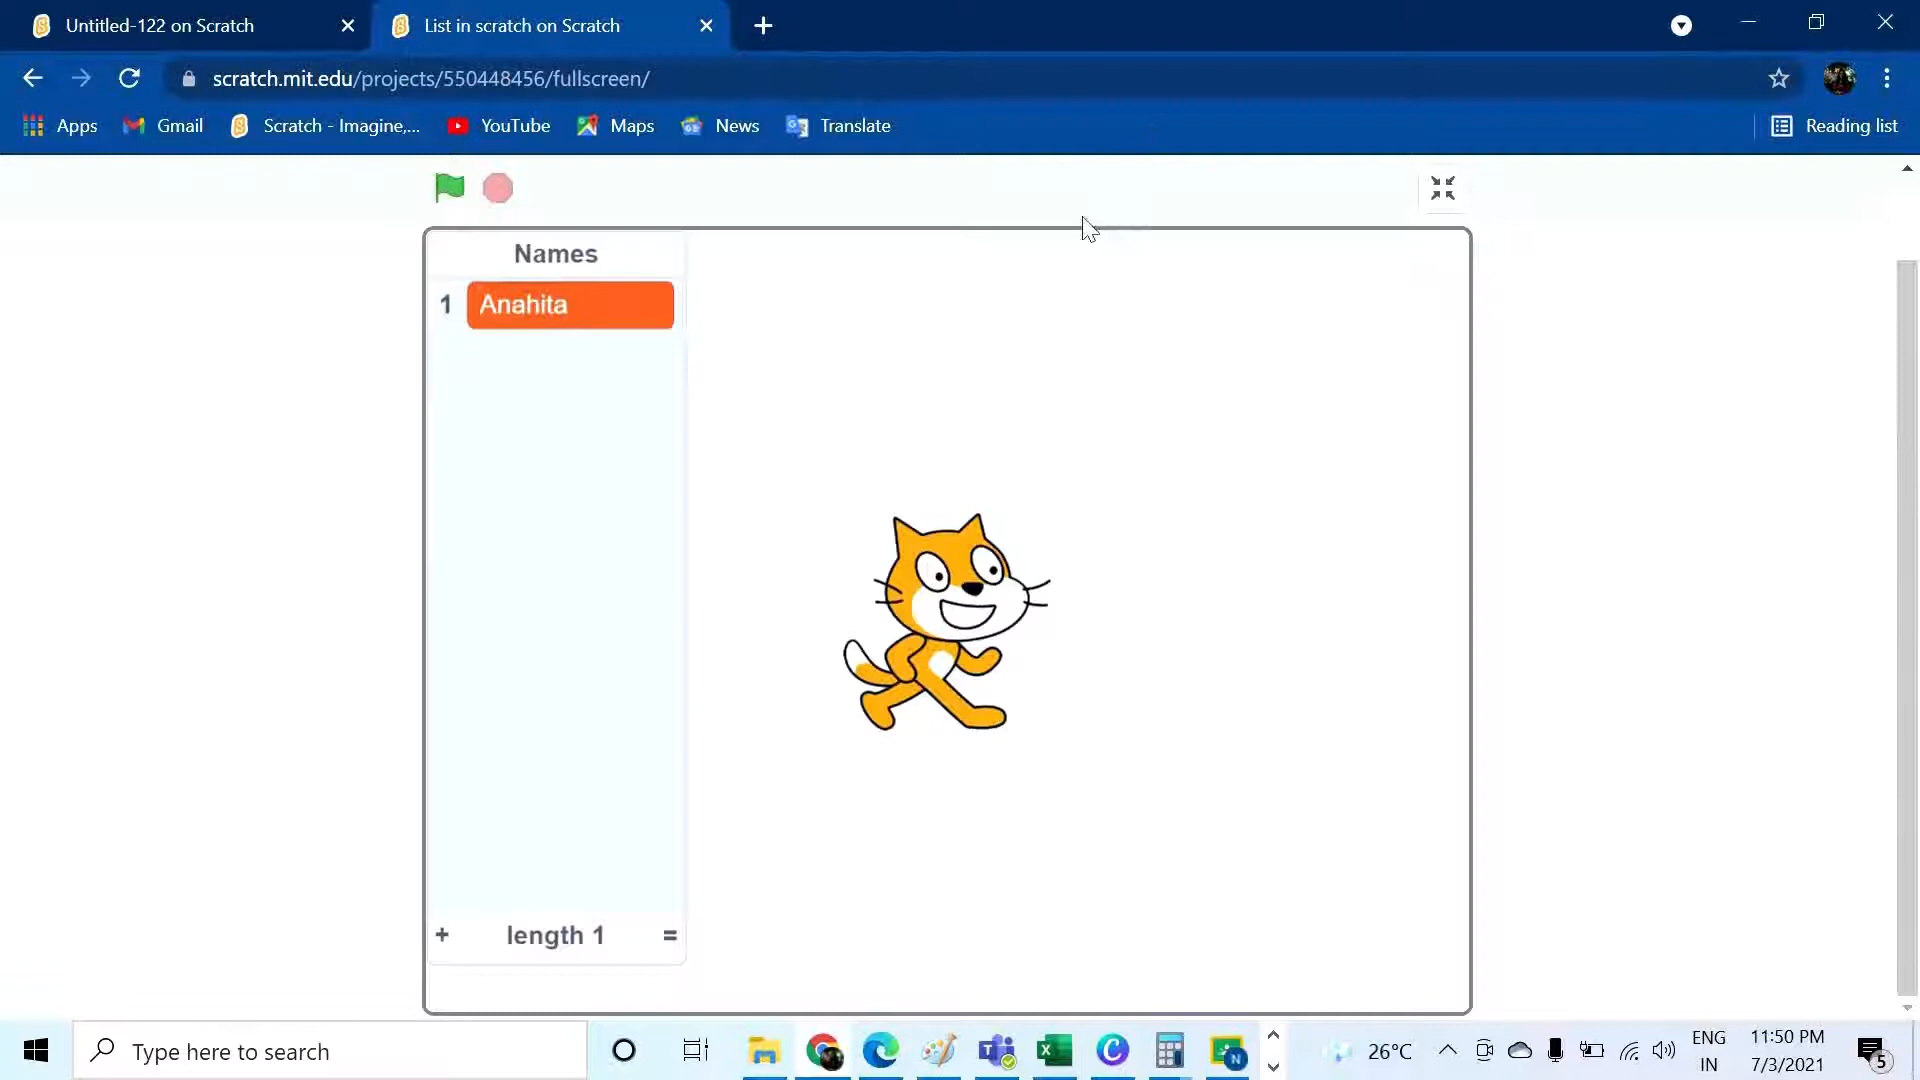 Untitled-122 on Scratch
List in scratch on Scratch
scratch.mit.edu/projects/550448456/fullscreen/
Apps
Gmail
Scratch - Imagine,...
YouTube
Maps
News
Translate
Reading list
Names
1 Anahita
+ length 1 =
Type here to search
26°C
ENG
IN
11:50 PM
7/3/2021
5